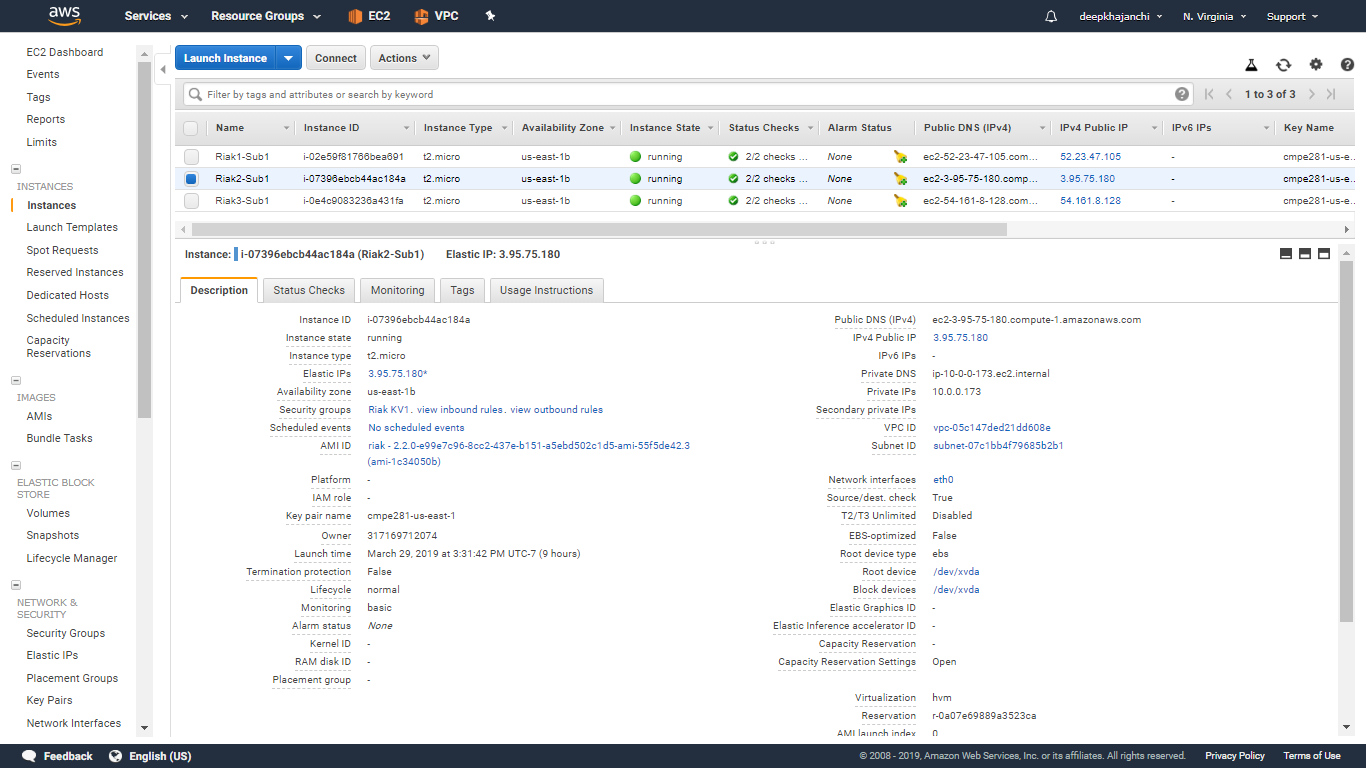 aws Services Resource Groups EC2 VPC deepkhajanchi N. Virginia Support
EC2 Dashboard
Events
Tags
Reports
Limits
INSTANCES
Instances
Launch Templates
Spot Requests
Reserved Instances
Dedicated Hosts
Scheduled Instances
Capacity
Reservations
IMAGES
AMIs
Bundle Tasks
ELASTIC BLOCK
STORE
Volumes
Snapshots
Lifecycle Manager
NETWORK &
SECURITY
Security Groups
Elastic IPs
Placement Groups
Key Pairs
Network Interfaces
Launch Instance Connect Actions
Filter by tags and attributes or search by keyword 1 to 3 of 3
Name Instance ID Instance Type Availability Zone Instance State Status Checks Alarm Status Public DNS (IPv4) IPv4 Public IP IPv6 IPs Key Name
Riak1-Sub1 i-02e59f81766bea691 t2.micro us-east-1b running 2/2 checks ... None ec2-52-23-47-105.com... 52.23.47.105 - cmpe281-us-e...
Riak2-Sub1 i-07396ebcb44ac184a t2.micro us-east-1b running 2/2 checks ... None ec2-3-95-75-180.comp... 3.95.75.180 - cmpe281-us-e...
Riak3-Sub1 i-0e4c9083236a431fa t2.micro us-east-1b running 2/2 checks ... None ec2-54-161-8-128.com... 54.161.8.128 - cmpe281-us-e...
Instance: i-07396ebcb44ac184a (Riak2-Sub1) Elastic IP: 3.95.75.180
Description Status Checks Monitoring Tags Usage Instructions
Instance ID i-07396ebcb44ac184a
Instance state running
Instance type t2.micro
Elastic IPs 3.95.75.180*
Availability zone us-east-1b
Security groups Riak KV1. view inbound rules. view outbound rules
Scheduled events No scheduled events
AMI ID riak - 2.2.0-e99e7c96-8cc2-437e-b151-a5ebd502c1d5-ami-55f5de42.3
(ami-1c34050b)
Platform -
IAM role -
Key pair name cmpe281-us-east-1
Owner 317169712074
Launch time March 29, 2019 at 3:31:42 PM UTC-7 (9 hours)
Termination protection False
Lifecycle normal
Monitoring basic
Alarm status None
Kernel ID -
RAM disk ID -
Placement group -
Public DNS (IPv4) ec2-3-95-75-180.compute-1.amazonaws.com
IPv4 Public IP 3.95.75.180
IPv6 IPs -
Private DNS ip-10-0-0-173.ec2.internal
Private IPs 10.0.0.173
Secondary private IPs
VPC ID vpc-05c147ded21dd608e
Subnet ID subnet-07c1bb4f79685b2b1
Network interfaces eth0
Source/dest. check True
T2/T3 Unlimited Disabled
EBS-optimized False
Root device type ebs
Root device /dev/xvda
Block devices /dev/xvda
Elastic Graphics ID -
Elastic Inference accelerator ID -
Capacity Reservation -
Capacity Reservation Settings Open
Virtualization hvm
Reservation r-0a07e69889a3523ca
AMI launch index 0
Feedback English (US) © 2008 - 2019, Amazon Web Services, Inc. or its affiliates. All rights reserved. Privacy Policy Terms of Use